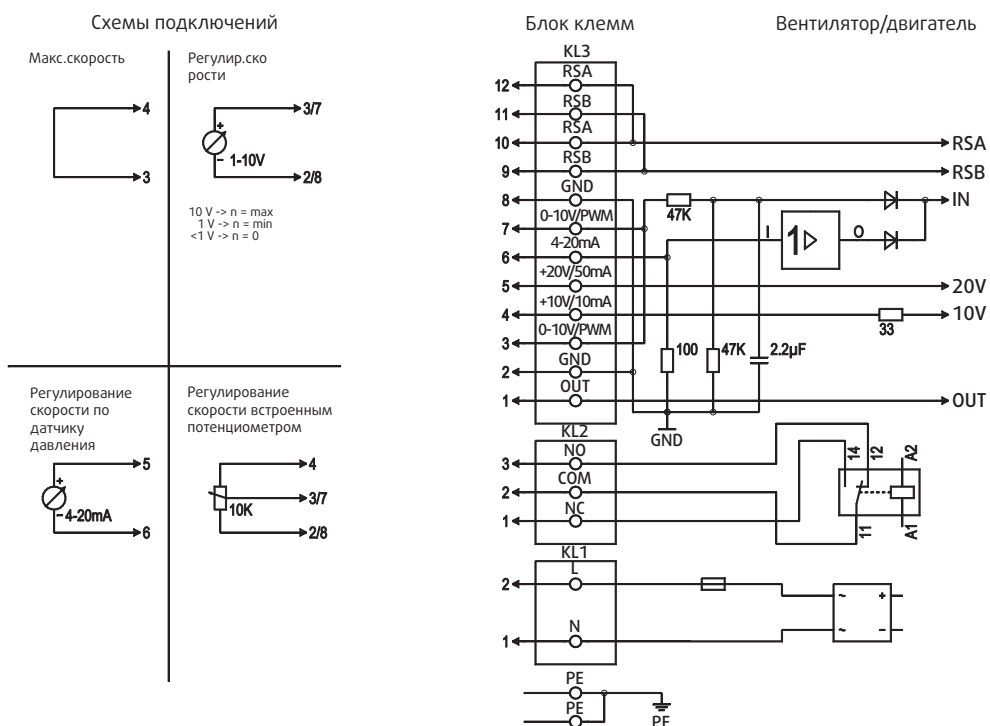 Схемы подключений
Блок клемм
Вентилятор/двигатель
Макс.скорость
4
3
Регулир.ско
рости
3/7
+
1-10V
-
2/8
10 V -> n = max
1 V -> n = min
<1 V -> n = 0
Регулирование
скорости по
датчику
давления
5
+
-4-20mA
6
Регулирование
скорости встроенным
потенциометром
4
3/7
10K
2/8
KL3
12 RSA
11 RSB
10 RSA RSA
9 RSB RSB
8 GND IN
47K
7 0-10V/PWM
I 1 O
6 4-20mA
5 +20V/50mA 20V
4 +10V/10mA 10V
33
3 0-10V/PWM
100 47K 2.2µF
2 GND
1 OUT OUT
GND
KL2
3 NO
2 COM
1 NC
14 12 A2
11 A1
KL1
2 L
~ +
1 N
~ -
PE
PE
PE